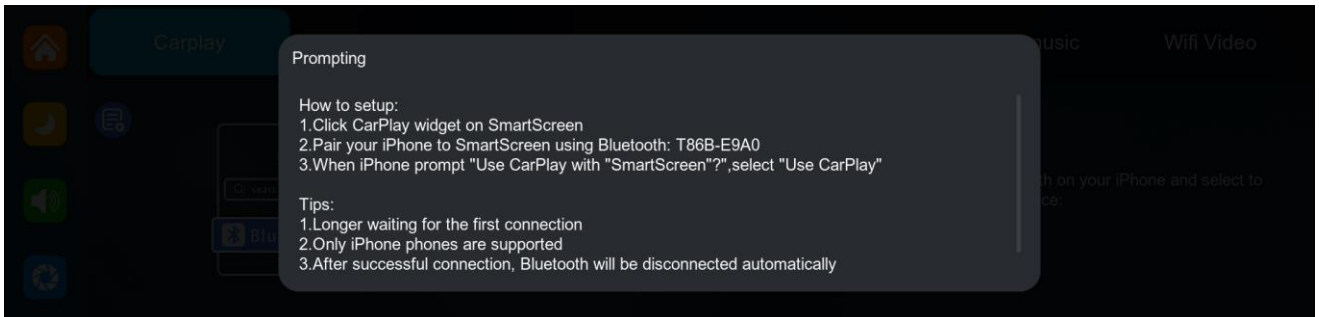 Carplay
music
Wifi Video
Prompting
How to setup:
1.Click CarPlay widget on SmartScreen
2.Pair your iPhone to SmartScreen using Bluetooth: T86B-E9A0
3.When iPhone prompt "Use CarPlay with "SmartScreen"?",select "Use CarPlay"
th on your iPhone and select to
ce:
Tips:
1.Longer waiting for the first connection
2.Only iPhone phones are supported
3.After successful connection, Bluetooth will be disconnected automatically
Blu